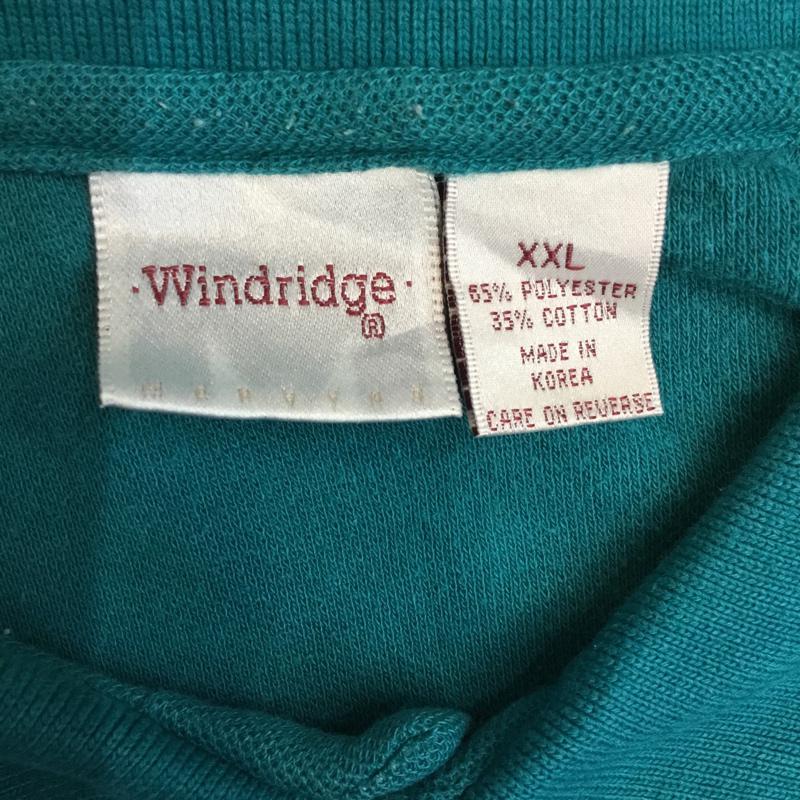 ·Windridge·
®
XXL
65% POLYESTER
35% COTTON
MADE IN
KOREA
CARE ON REVERSE